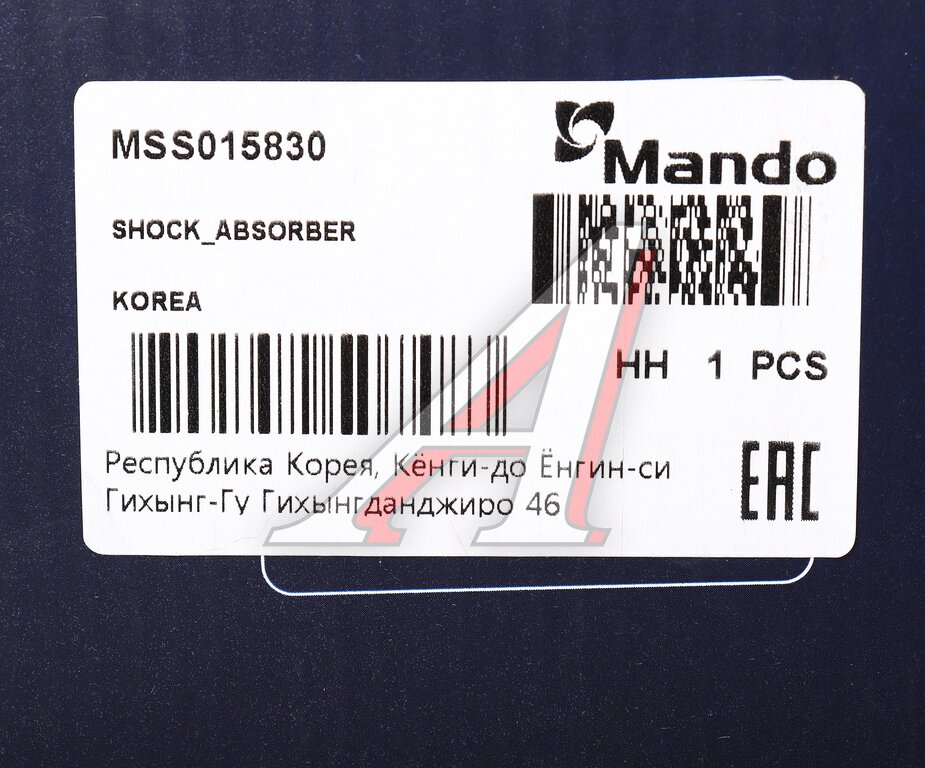 MSS015830
Mando
SHOCK_ABSORBER
KOREA
HH 1 PCS
Республика Корея, Кёнги-до Ёнгин-си
Гихынг-Гу Гихынгданджиро 46
EAC